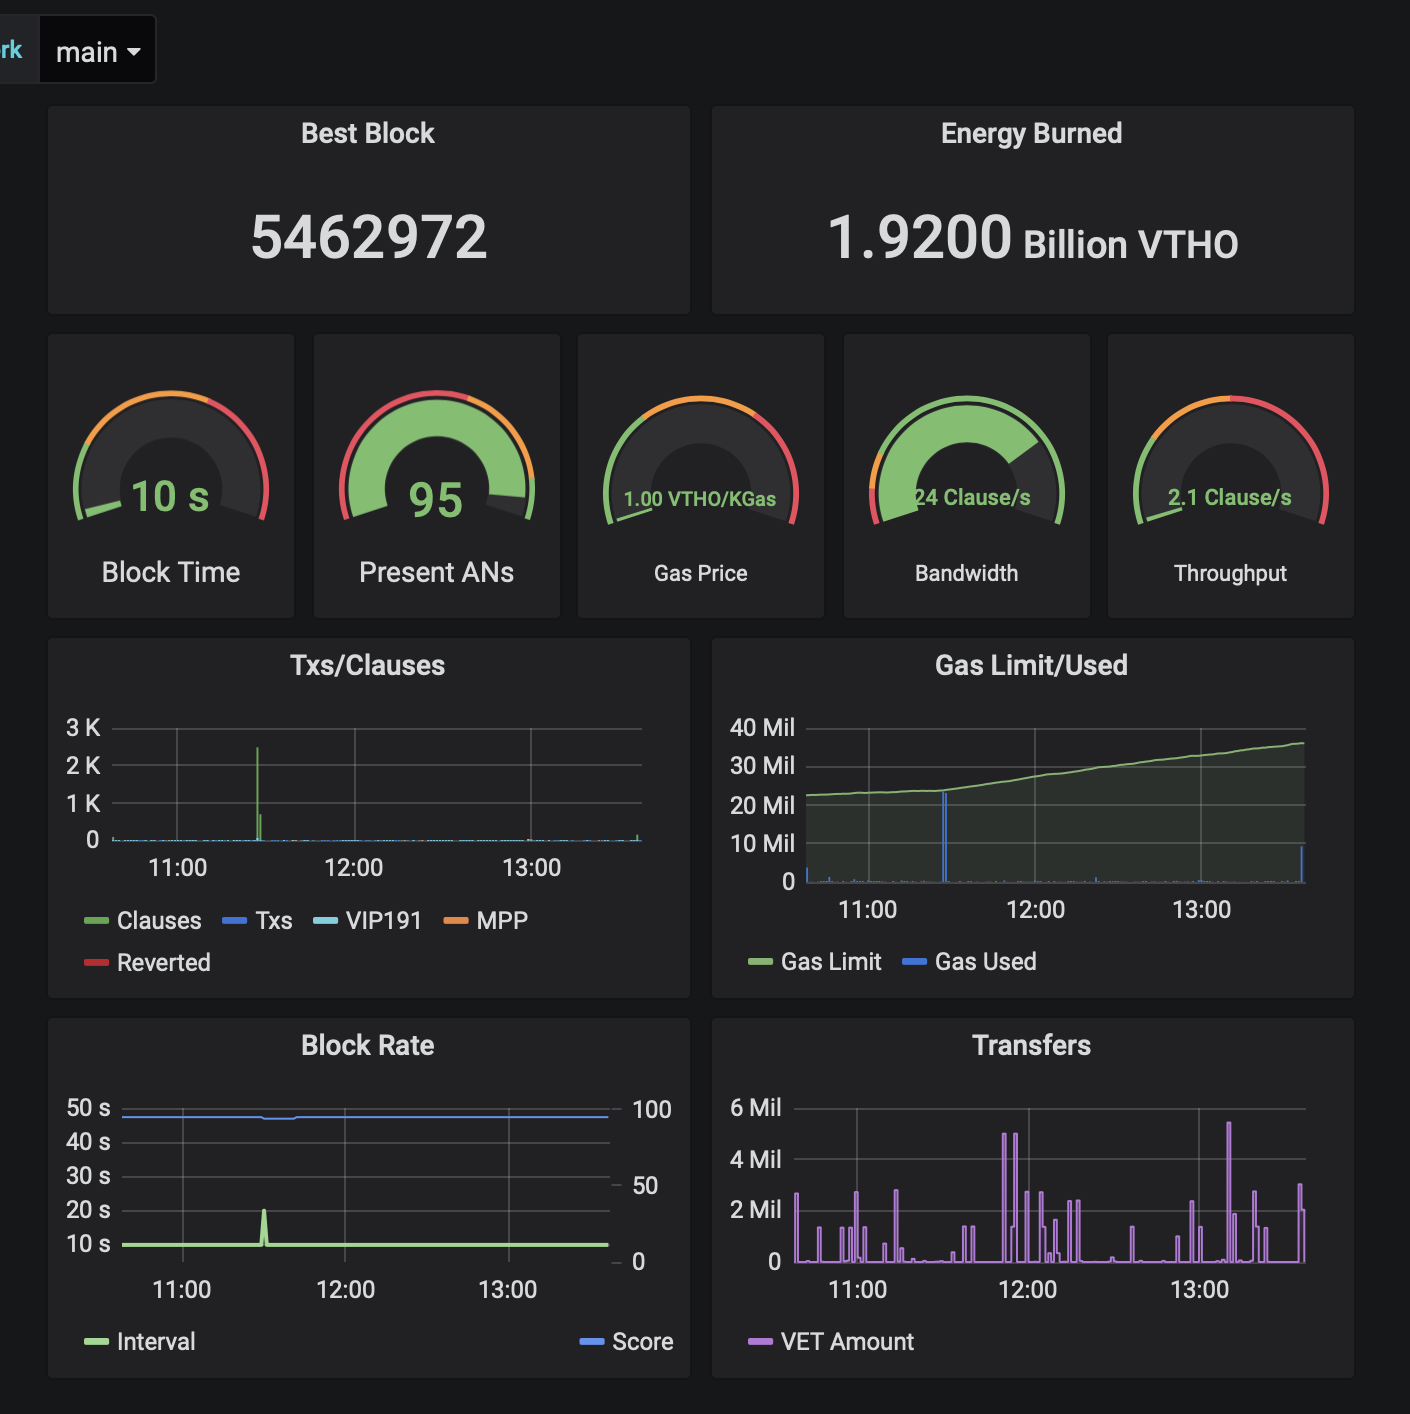 rk main
Best Block
5462972
Energy Burned
1.9200 Billion VTHO
10 s
Block Time
95
Present ANs
1.00 VTHO/KGas
Gas Price
24 Clause/s
Bandwidth
2.1 Clause/s
Throughput
Txs/Clauses
3 K
2 K
1 K
0
11:00 12:00 13:00
Clauses Txs VIP191 MPP
Reverted
Gas Limit/Used
40 Mil
30 Mil
20 Mil
10 Mil
0
11:00 12:00 13:00
Gas Limit Gas Used
Block Rate
50 s
40 s
30 s
20 s
10 s
100
50
0
11:00 12:00 13:00
Interval Score
Transfers
6 Mil
4 Mil
2 Mil
0
11:00 12:00 13:00
VET Amount